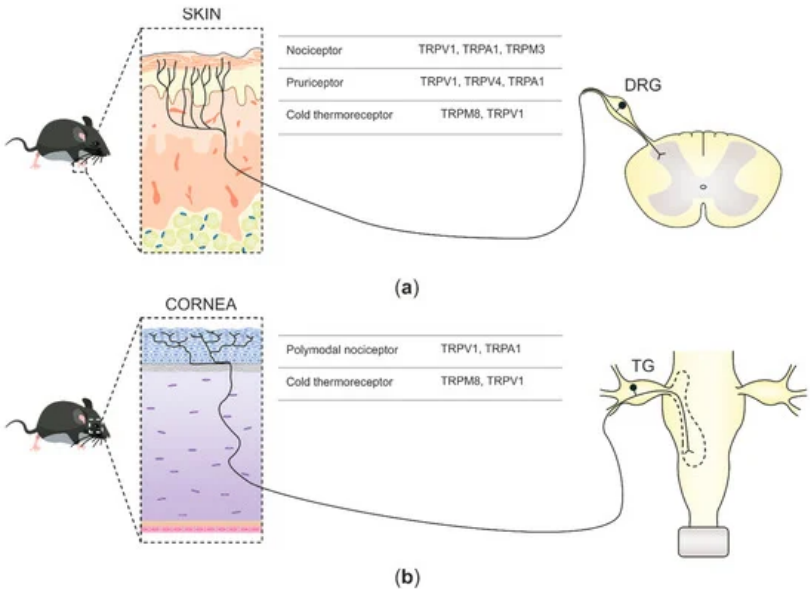 SKIN
Nociceptor TRPV1, TRPA1, TRPM3
Pruriceptor TRPV1, TRPV4, TRPA1
Cold thermoreceptor TRPM8, TRPV1
DRG
(a)
CORNEA
Polymodal nociceptor TRPV1, TRPA1
Cold thermoreceptor TRPM8, TRPV1
TG
(b)